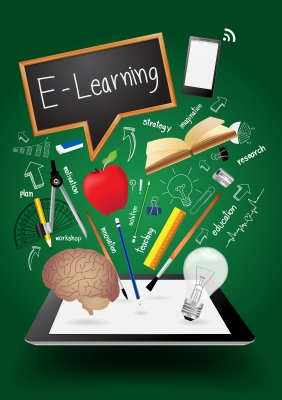 E-Learning
strategy
imagination
research
motivation
plan
solution
education
workshop
innovation
teaching